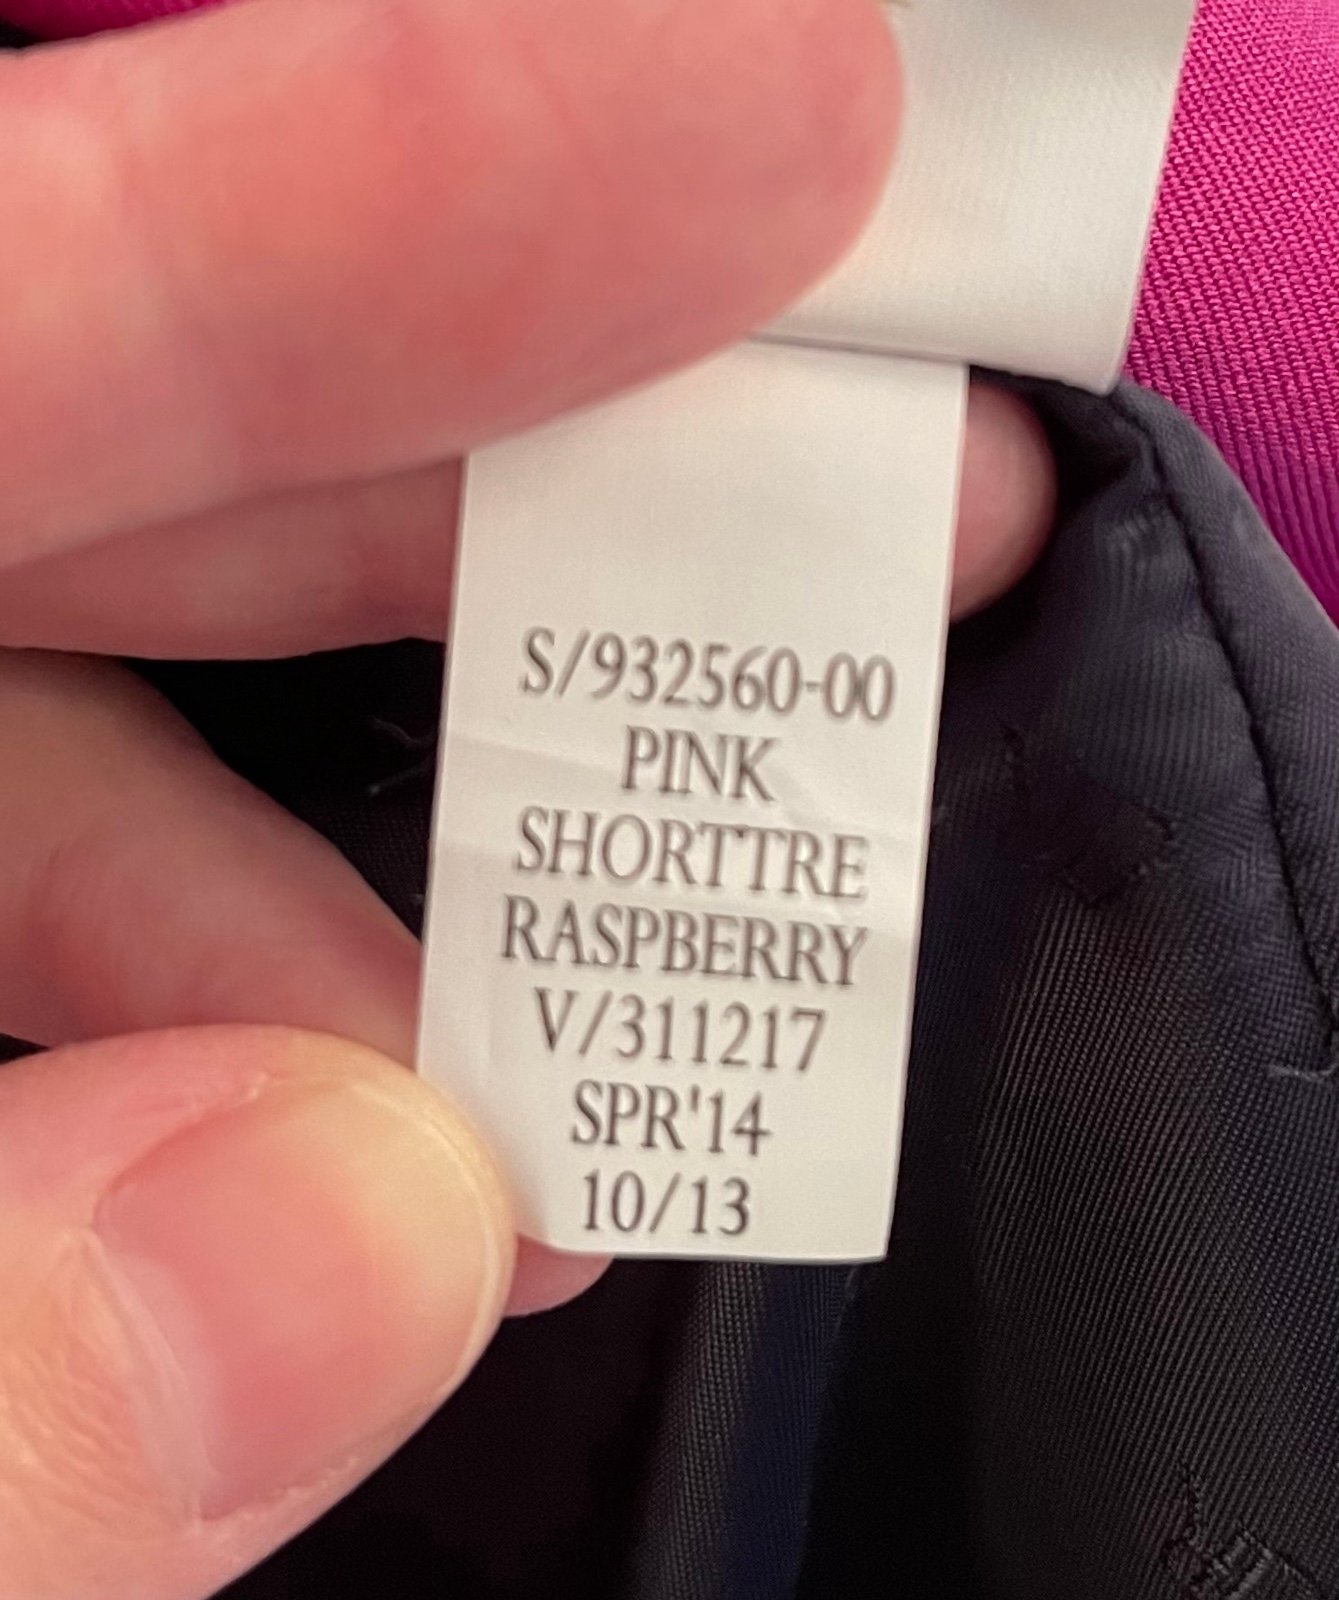 S/932560-00
PINK
SHORTTRE
RASPBERRY
V/311217
SPR'14
10/13